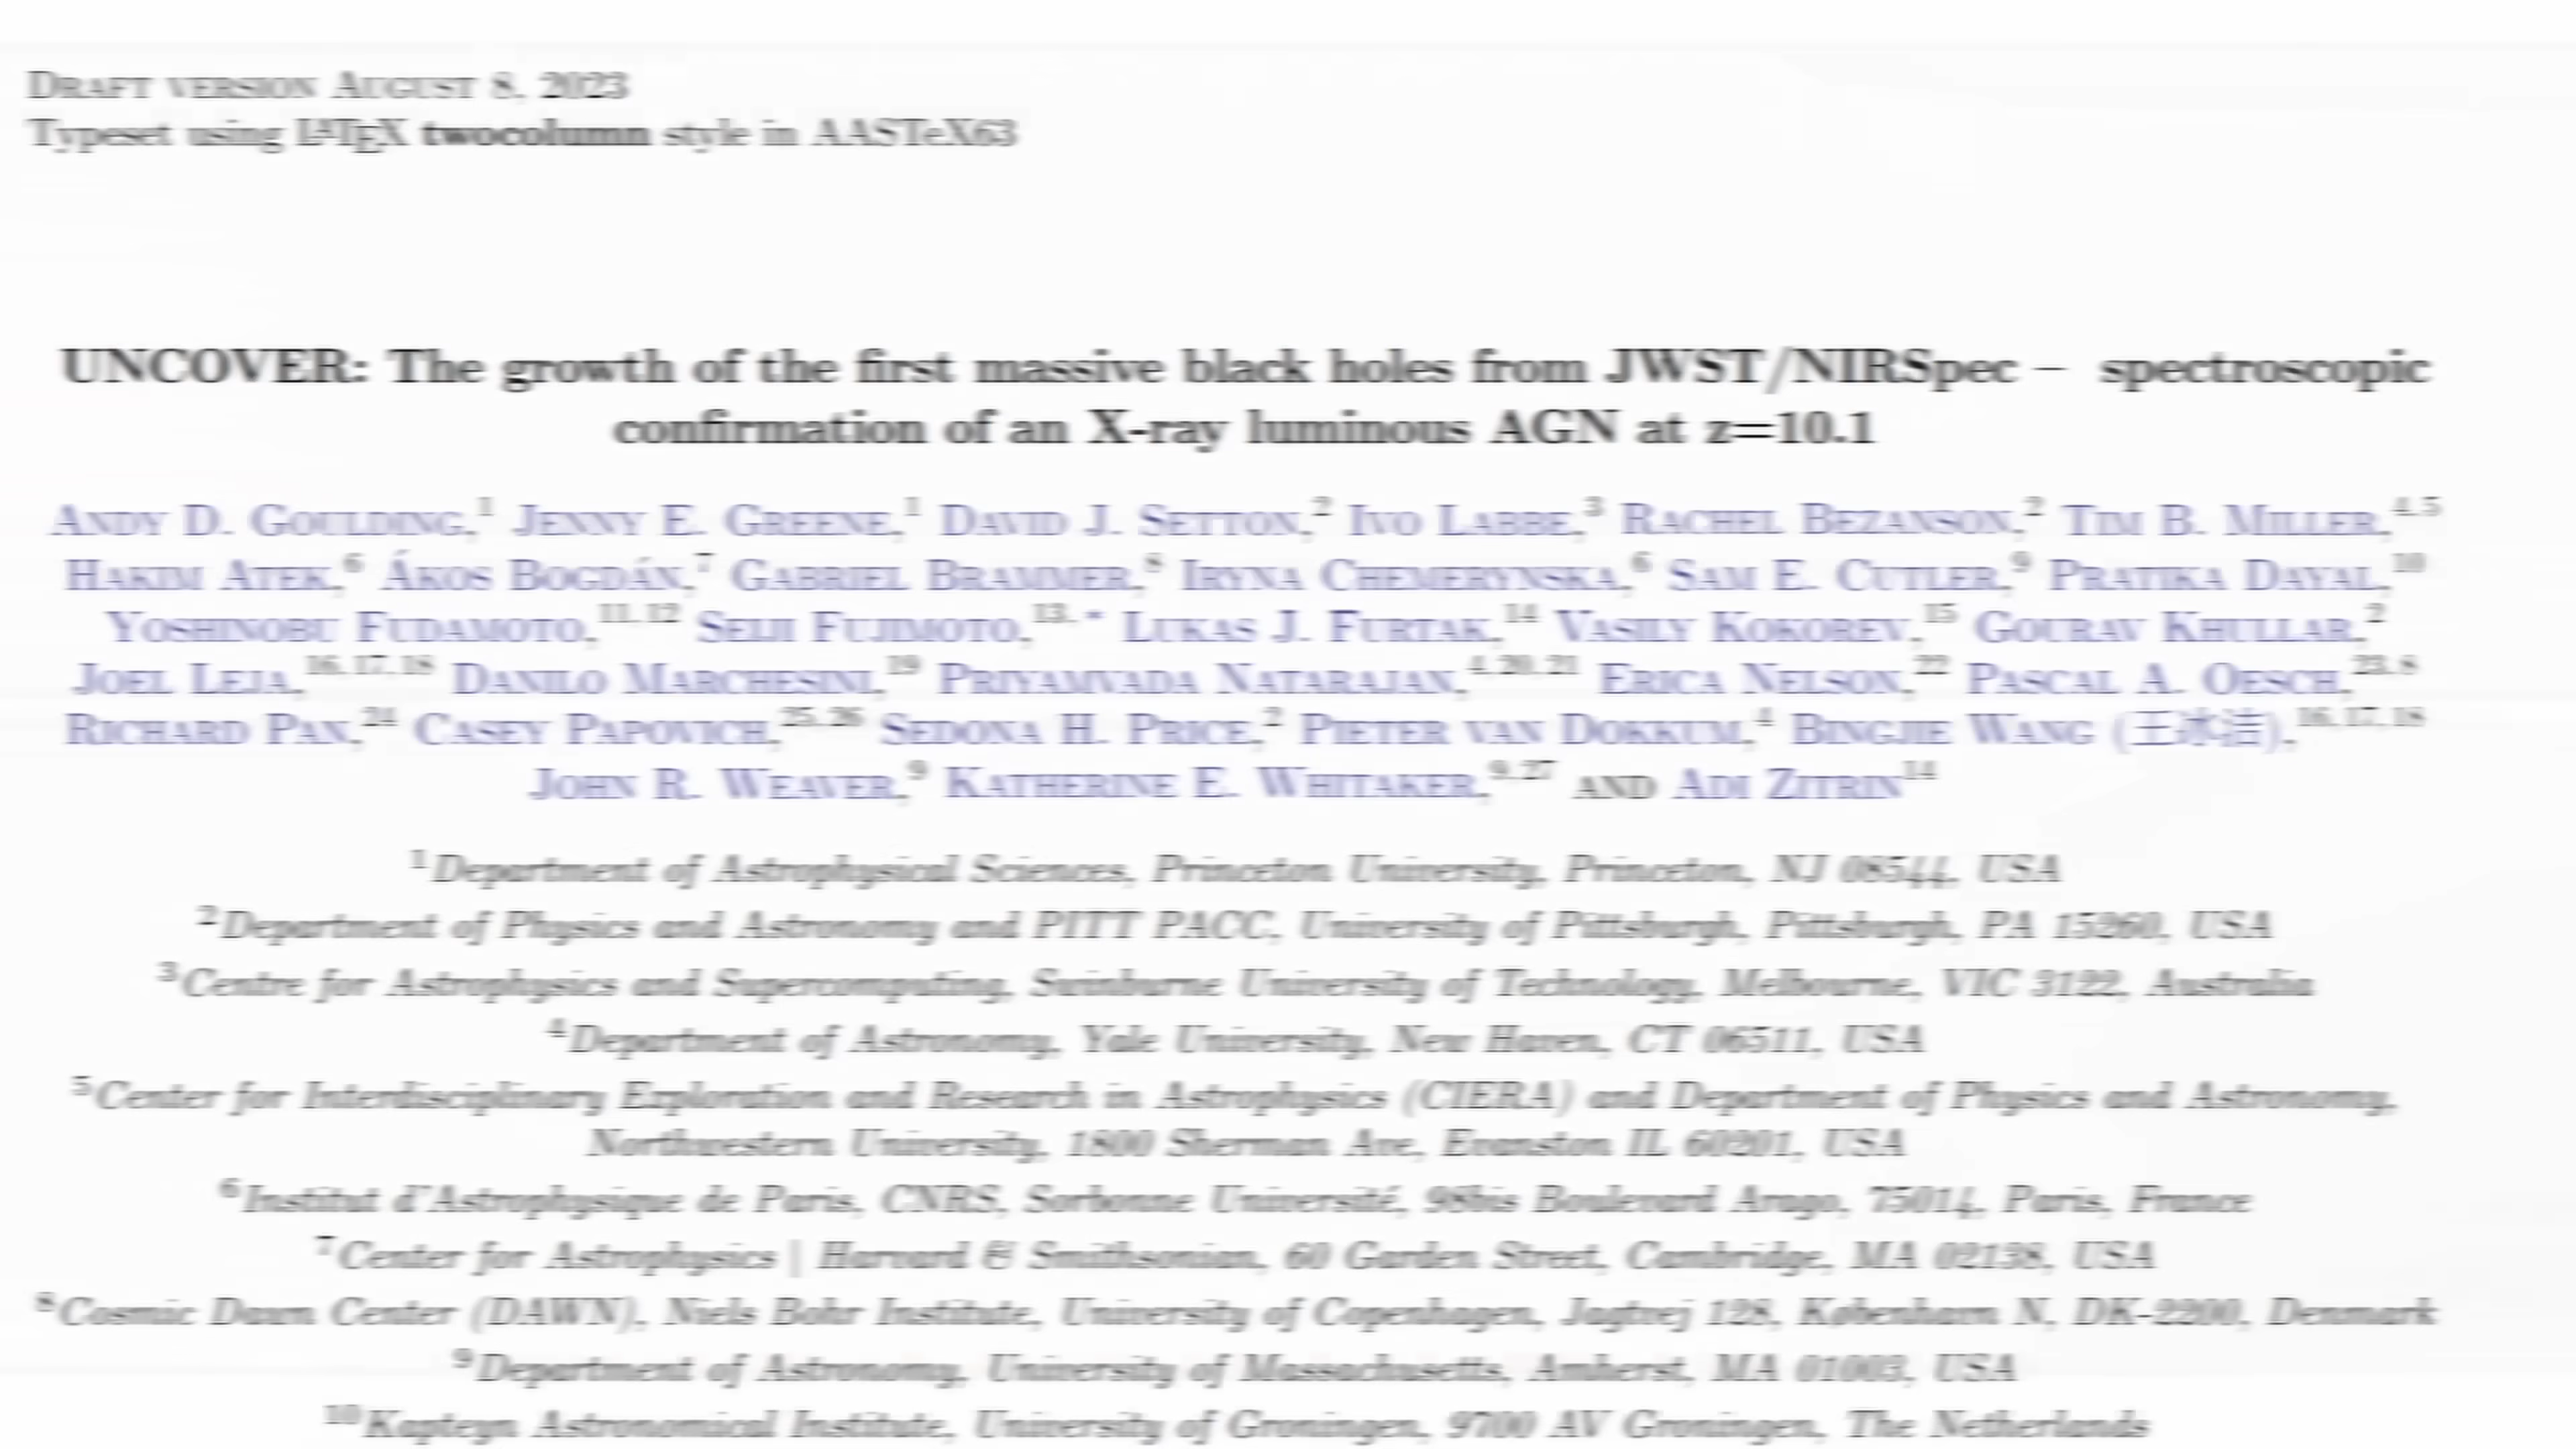 Draft version August 8, 2023
Typeset using LATEX twocolumn style in AASTeX63
UNCOVER: The growth of the first massive black holes from JWST/NIRSpec – spectroscopic
confirmation of an X-ray luminous AGN at z=10.1
Andy D. Goulding,1 Jenny E. Greene,1 David J. Setton,2 Ivo Labbe,3 Rachel Bezanson,2 Tim B. Miller,4,5
Hakim Atek,6 Ákos Bogdán,7 Gabriel Brammer,8 Iryna Chemerynska,6 Sam E. Cutler,9 Pratika Dayal,10
Yoshinobu Fudamoto,11,12 Seiji Fujimoto,13,* Lukas J. Furtak,14 Vasily Kokorev,15 Gourav Khullar,2
Joel Leja,16,17,18 Danilo Marchesini,19 Priyamvada Natarajan,4,20,21 Erica Nelson,22 Pascal A. Oesch,23,8
Richard Pan,24 Casey Papovich,25,26 Sedona H. Price,2 Pieter van Dokkum,4 Bingjie Wang (王冰洁),16,17,18
John R. Weaver,9 Katherine E. Whitaker,9,27 and Adi Zitrin14
1Department of Astrophysical Sciences, Princeton University, Princeton, NJ 08544, USA
2Department of Physics and Astronomy and PITT PACC, University of Pittsburgh, Pittsburgh, PA 15260, USA
3Centre for Astrophysics and Supercomputing, Swinburne University of Technology, Melbourne, VIC 3122, Australia
4Department of Astronomy, Yale University, New Haven, CT 06511, USA
5Center for Interdisciplinary Exploration and Research in Astrophysics (CIERA) and Department of Physics and Astronomy,
Northwestern University, 1800 Sherman Ave, Evanston IL 60201, USA
6Institut d'Astrophysique de Paris, CNRS, Sorbonne Université, 98bis Boulevard Arago, 75014, Paris, France
7Center for Astrophysics | Harvard & Smithsonian, 60 Garden Street, Cambridge, MA 02138, USA
8Cosmic Dawn Center (DAWN), Niels Bohr Institute, University of Copenhagen, Jagtvej 128, København N, DK-2200, Denmark
9Department of Astronomy, University of Massachusetts, Amherst, MA 01003, USA
10Kapteyn Astronomical Institute, University of Groningen, 9700 AV Groningen, The Netherlands